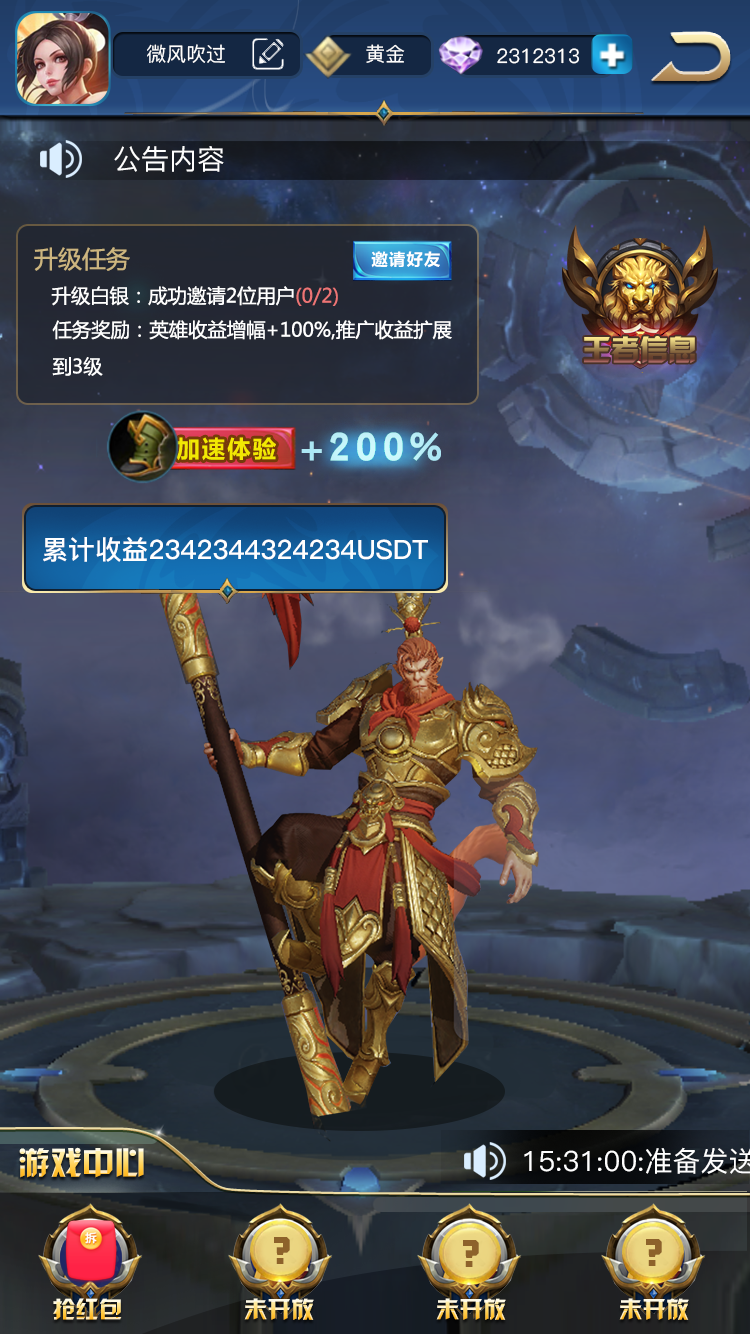 微风吹过
黄金
2312313
公告内容
升级任务
邀请好友
升级白银：成功邀请2位用户(0/2)
任务奖励：英雄收益增幅+100%,推广收益扩展
到3级
王者信息
加速体验
+200%
累计收益2342344324234USDT
游戏中心
15:31:00:准备发送
拆
?
?
?
抢红包
未开放
未开放
未开放